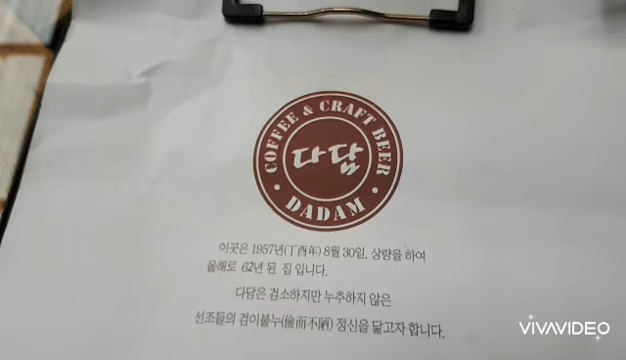 COFFEE & CRAFT BEER
다담
DADAM
이곳은 1957년(丁酉年) 8월 30일, 상량을 하여
올해로 62년 된 집 입니다.
다담은 검소하지만 누추하지 않은
선조들의 검이불누(儉而不陋) 정신을 닮고자 합니다.
VIVAVIDEO